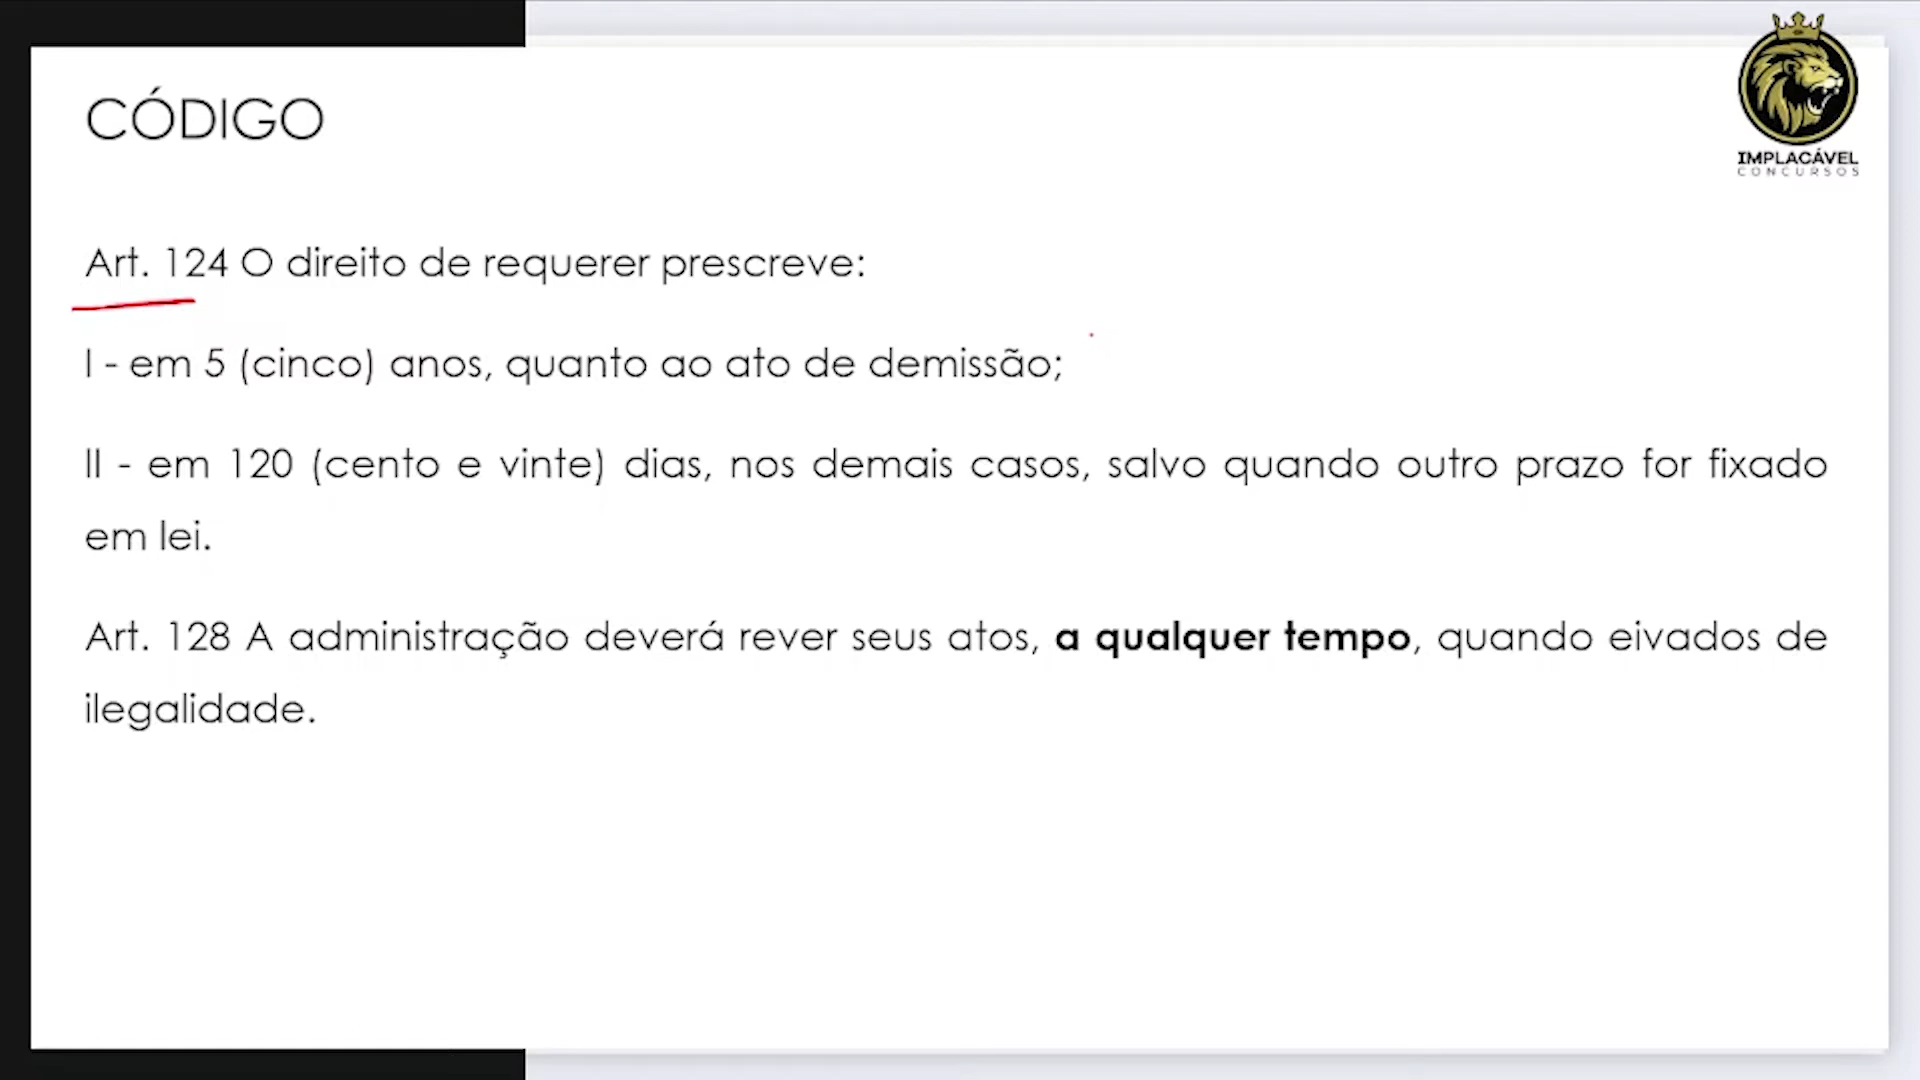 IMPLACÁVEL
CONCURSOS
CÓDIGO
Art. 124 O direito de requerer prescreve:
I - em 5 (cinco) anos, quanto ao ato de demissão;
II - em 120 (cento e vinte) dias, nos demais casos, salvo quando outro prazo for fixado
em lei.
Art. 128 A administração deverá rever seus atos, a qualquer tempo, quando eivados de
ilegalidade.